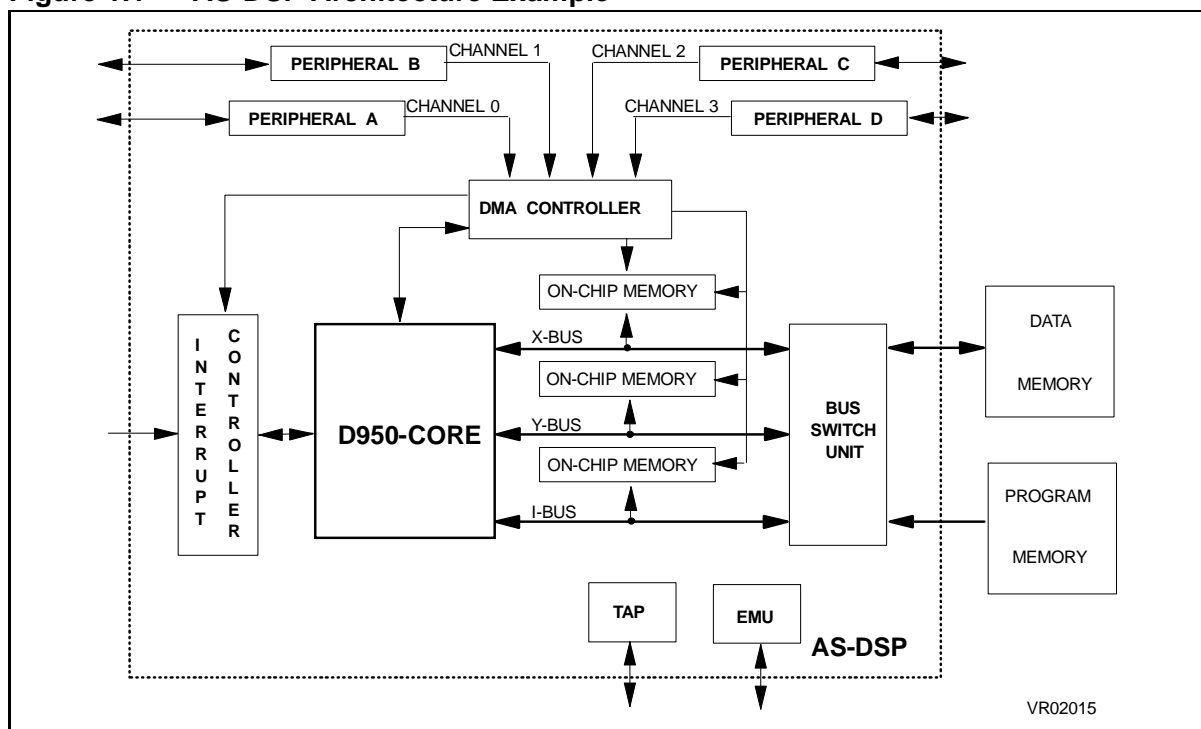 CHANNEL 1
CHANNEL 2
PERIPHERAL B
PERIPHERAL C
CHANNEL 0
CHANNEL 3
PERIPHERAL A
PERIPHERAL D
DMA CONTROLLER
ON-CHIP MEMORY
DATA
MEMORY
X-BUS
INTERRUPT
CONTROLLER
ON-CHIP MEMORY
BUS
SWITCH
UNIT
D950-CORE
Y-BUS
ON-CHIP MEMORY
PROGRAM
MEMORY
I-BUS
TAP
EMU
AS-DSP
VR02015